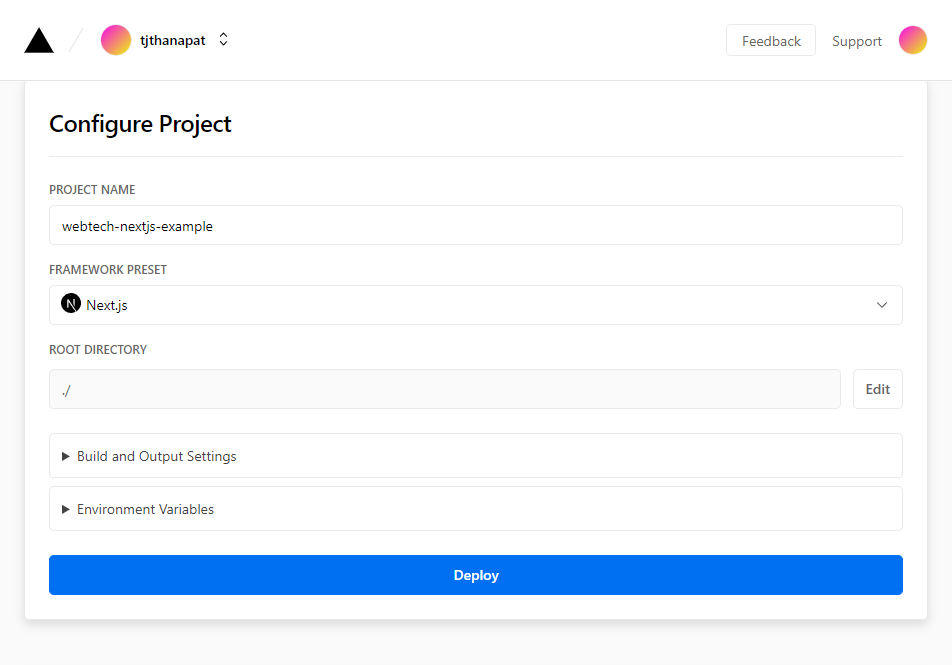 tjthanapat
Feedback
Support
Configure Project
PROJECT NAME
webtech-nextjs-example
FRAMEWORK PRESET
N Next.js
ROOT DIRECTORY
./
Edit
Build and Output Settings
Environment Variables
Deploy